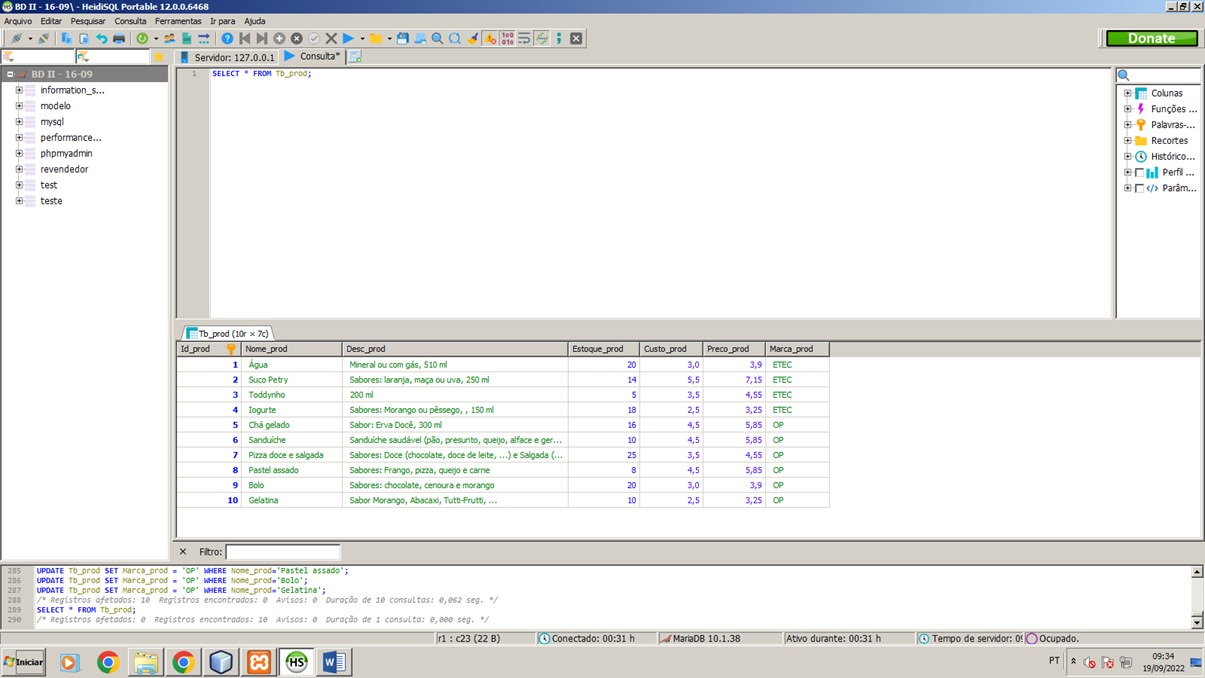 BD II - 16-09\ - HeidiSQL Portable 12.0.0.6468
Arquivo Editar Pesquisar Consulta Ferramentas Ir para Ajuda
Donate
Servidor: 127.0.0.1 Consulta*
BD II - 16-09
information_s...
modelo
mysql
performance...
phpmyadmin
revendedor
test
teste
1 SELECT * FROM Tb_prod;
Colunas
Funções ...
Palavras-...
Recortes
Histórico...
Perfil ...
Parâm...
Tb_prod (10r × 7c)
Id_prod Nome_prod Desc_prod Estoque_prod Custo_prod Preco_prod Marca_prod
1 Água Mineral ou com gás, 510 ml 20 3,0 3,9 ETEC
2 Suco Petry Sabores: laranja, maça ou uva, 250 ml 14 5,5 7,15 ETEC
3 Toddynho 200 ml 5 3,5 4,55 ETEC
4 Iogurte Sabores: Morango ou pêssego, , 150 ml 18 2,5 3,25 ETEC
5 Chá gelado Sabor: Erva Docê, 300 ml 16 4,5 5,85 OP
6 Sanduíche Sanduíche saudável (pão, presunto, queijo, alface e ger... 10 4,5 5,85 OP
7 Pizza doce e salgada Sabores: Doce (chocolate, doce de leite, ...) e Salgada (... 25 3,5 4,55 OP
8 Pastel assado Sabores: Frango, pizza, queijo e carne 8 4,5 5,85 OP
9 Bolo Sabores: chocolate, cenoura e morango 20 3,0 3,9 OP
10 Gelatina Sabor Morango, Abacaxi, Tutti-Frutti, ... 10 2,5 3,25 OP
Filtro:
285 UPDATE Tb_prod SET Marca_prod = 'OP' WHERE Nome_prod='Pastel assado';
286 UPDATE Tb_prod SET Marca_prod = 'OP' WHERE Nome_prod='Bolo';
287 UPDATE Tb_prod SET Marca_prod = 'OP' WHERE Nome_prod='Gelatina';
288 /* Registros afetados: 10 Registros encontrados: 0 Avisos: 0 Duração de 10 consultas: 0,062 seg. */
289 SELECT * FROM Tb_prod;
290 /* Registros afetados: 0 Registros encontrados: 10 Avisos: 0 Duração de 1 consulta: 0,000 seg. */
r1 : c23 (22 B) Conectado: 00:31 h MariaDB 10.1.38 Ativo durante: 00:31 h Tempo de servidor: 09 Ocupado.
Iniciar HS PT 09:34
19/09/2022